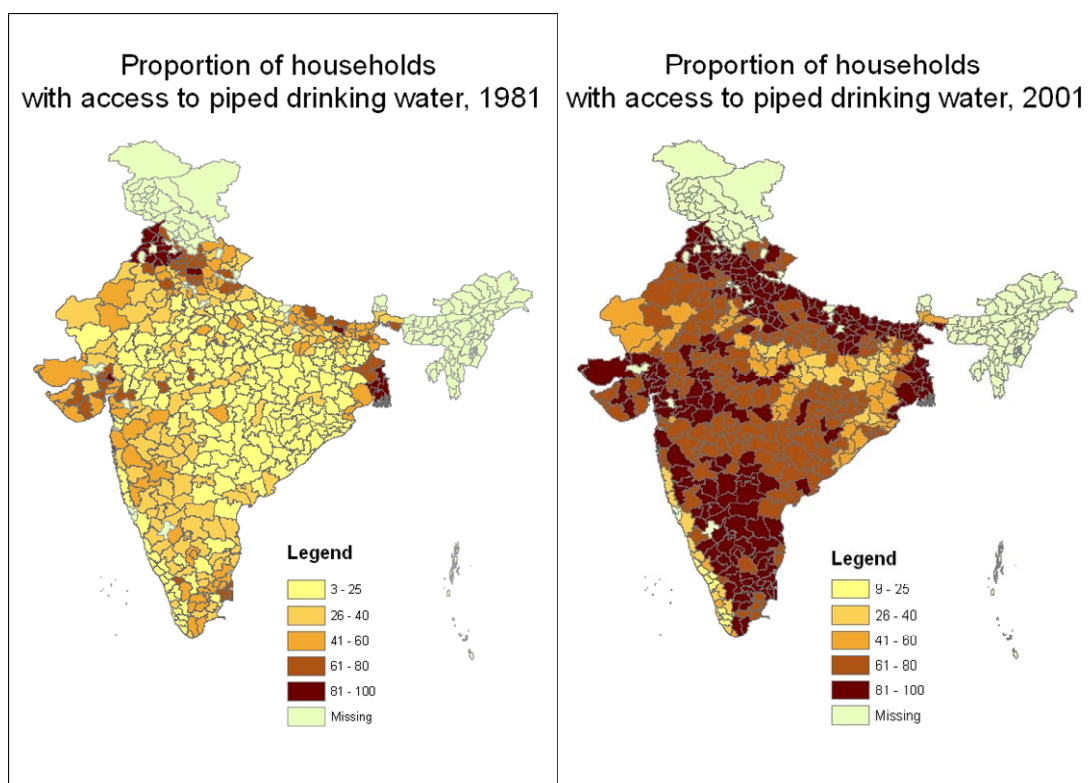 Proportion of households
with access to piped drinking water, 1981
Legend
3 - 25
26 - 40
41 - 60
61 - 80
81 - 100
Missing
Proportion of households
with access to piped drinking water, 2001
Legend
9 - 25
26 - 40
41 - 60
61 - 80
81 - 100
Missing